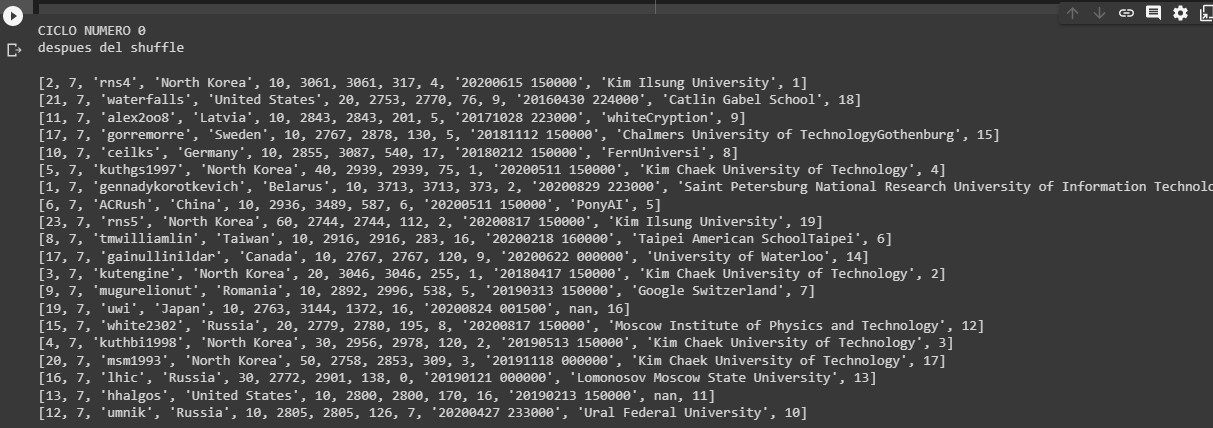 CICLO NUMERO 0
despues del shuffle
[2, 7, 'rns4', 'North Korea', 10, 3061, 3061, 317, 4, '20200615 150000', 'Kim Ilsung University', 1]
[21, 7, 'waterfalls', 'United States', 20, 2753, 2770, 76, 9, '20160430 224000', 'Catlin Gabel School', 18]
[11, 7, 'alex2oo8', 'Latvia', 10, 2843, 2843, 201, 5, '20171028 223000', 'whiteCryption', 9]
[17, 7, 'gorremorre', 'Sweden', 10, 2767, 2878, 130, 5, '20181112 150000', 'Chalmers University of TechnologyGothenburg', 15]
[10, 7, 'ceilks', 'Germany', 10, 2855, 3087, 540, 17, '20180212 150000', 'FernUniversi', 8]
[5, 7, 'kuthgs1997', 'North Korea', 40, 2939, 2939, 75, 1, '20200511 150000', 'Kim Chaek University of Technology', 4]
[1, 7, 'gennadykorotkevich', 'Belarus', 10, 3713, 3713, 373, 2, '20200829 223000', 'Saint Petersburg National Research University of Information Technolo
[6, 7, 'ACRush', 'China', 10, 2936, 3489, 587, 6, '20200511 150000', 'PonyAI', 5]
[23, 7, 'rns5', 'North Korea', 60, 2744, 2744, 112, 2, '20200817 150000', 'Kim Ilsung University', 19]
[8, 7, 'tmwilliamlin', 'Taiwan', 10, 2916, 2916, 283, 16, '20200218 160000', 'Taipei American SchoolTaipei', 6]
[17, 7, 'gainullinildar', 'Canada', 10, 2767, 2767, 120, 9, '20200622 000000', 'University of Waterloo', 14]
[3, 7, 'kutengine', 'North Korea', 20, 3046, 3046, 255, 1, '20180417 150000', 'Kim Chaek University of Technology', 2]
[9, 7, 'mugurelionut', 'Romania', 10, 2892, 2996, 538, 5, '20190313 150000', 'Google Switzerland', 7]
[19, 7, 'uwi', 'Japan', 10, 2763, 3144, 1372, 16, '20200824 001500', nan, 16]
[15, 7, 'white2302', 'Russia', 20, 2779, 2780, 195, 8, '20200817 150000', 'Moscow Institute of Physics and Technology', 12]
[4, 7, 'kuthbi1998', 'North Korea', 30, 2956, 2978, 120, 2, '20190513 150000', 'Kim Chaek University of Technology', 3]
[20, 7, 'msm1993', 'North Korea', 50, 2758, 2853, 309, 3, '20191118 000000', 'Kim Chaek University of Technology', 17]
[16, 7, 'lhic', 'Russia', 30, 2772, 2901, 138, 0, '20190121 000000', 'Lomonosov Moscow State University', 13]
[13, 7, 'hhalgos', 'United States', 10, 2800, 2800, 170, 16, '20190213 150000', nan, 11]
[12, 7, 'umnik', 'Russia', 10, 2805, 2805, 126, 7, '20200427 233000', 'Ural Federal University', 10]